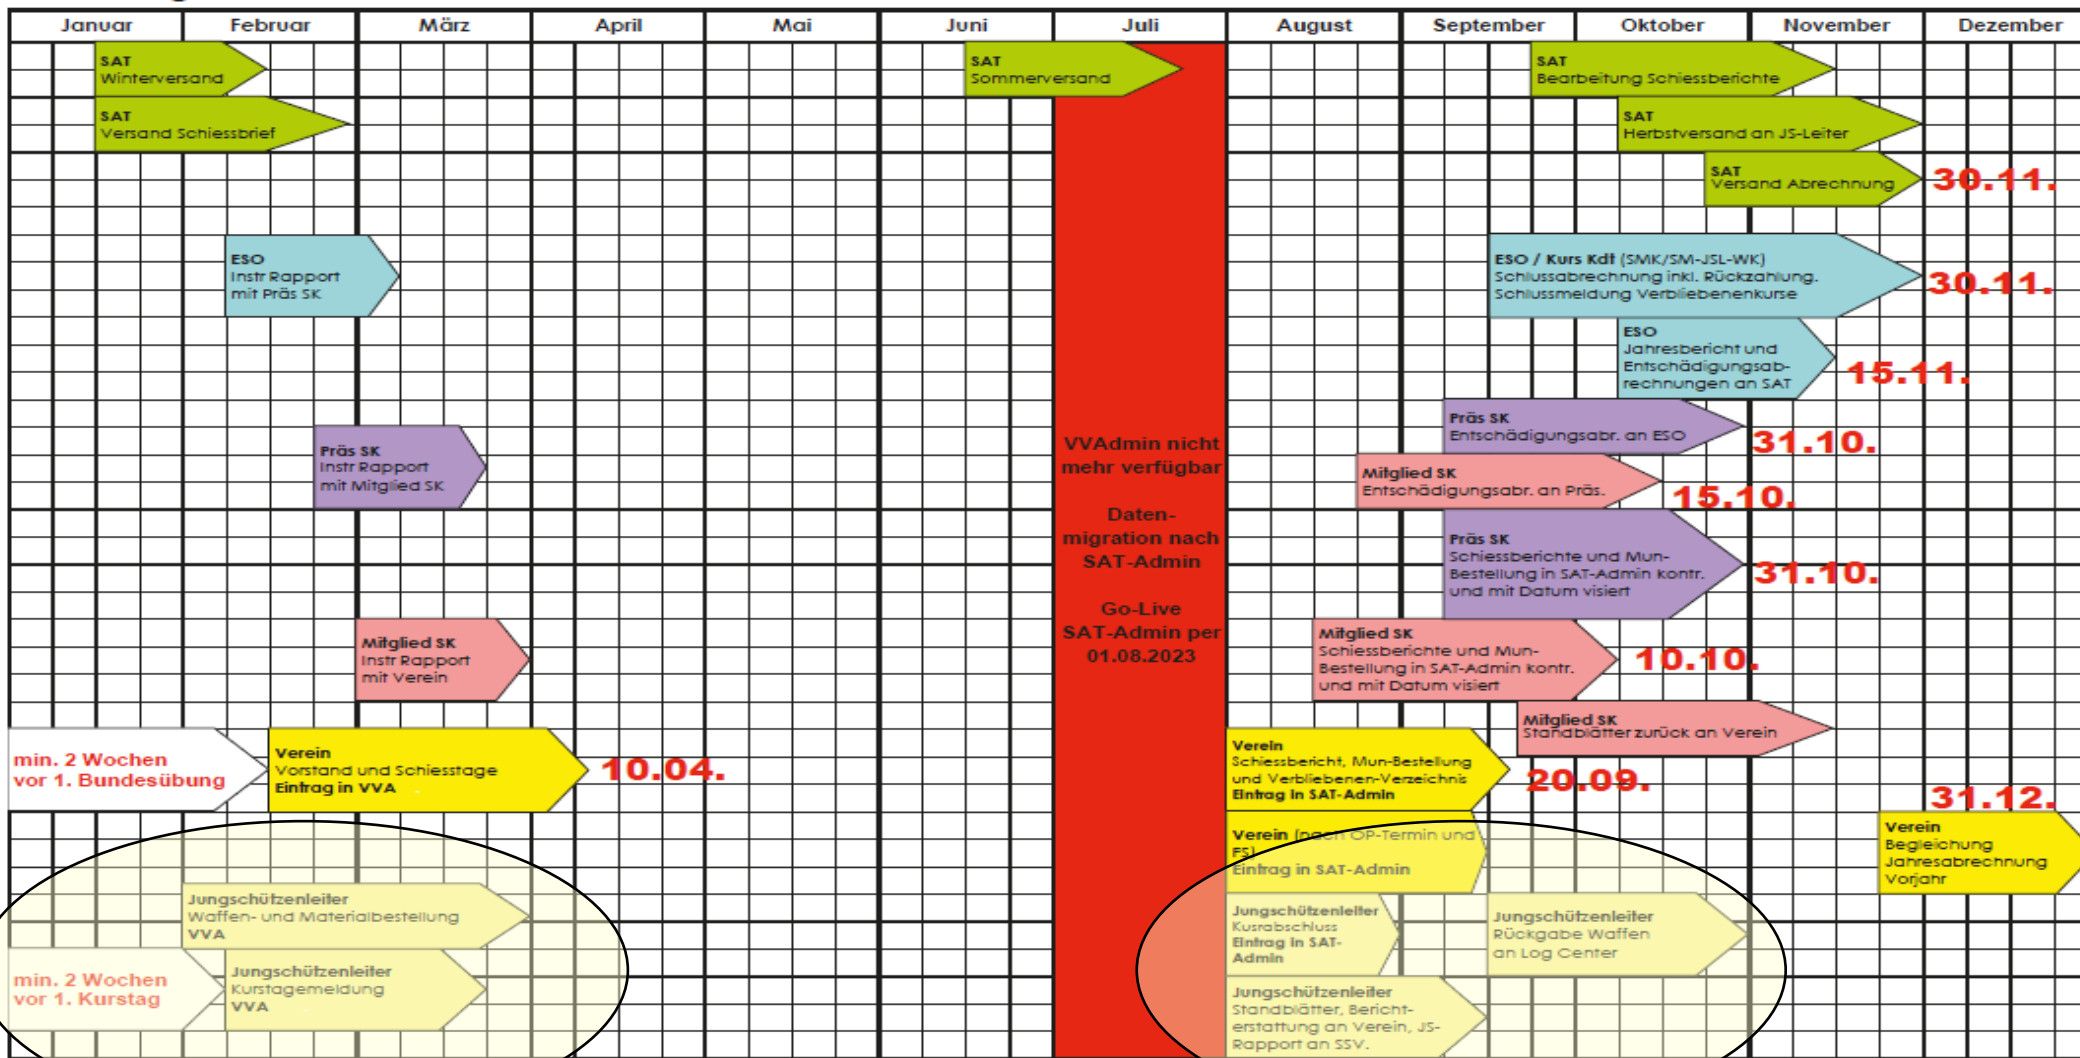 Januar Februar März April Mai Juni Juli August September Oktober November Dezember
SAT
Winterversand
SAT
Sommerversand
SAT
Bearbeitung Schiessberichte
SAT
Versand Schiessbrief
SAT
Herbstversand an JS-Leiter
SAT
Versand Abrechnung
30.11.
ESO
Instr Rapport
mit Präs SK
ESO / Kurs Kdt (SMK/SM-JSL-WK)
Schlussabrechnung inkl. Rückzahlung.
Schlussmeldung Verbliebenenkurse
30.11.
ESO
Jahresbericht und
Entschädigungsab-
rechnungen an SAT
15.11.
Präs SK
Instr Rapport
mit Mitglied SK
VVAdmin nicht
mehr verfügbar
Daten-
migration nach
SAT-Admin
Go-Live
SAT-Admin per
01.08.2023
Präs SK
Entschädigungsabr. an ESO
31.10.
Mitglied SK
Entschädigungsabr. an Präs.
15.10.
Präs SK
Schiessberichte und Mun-
Bestellung in SAT-Admin kontr.
und mit Datum visiert
31.10.
Mitglied SK
Instr Rapport
mit Verein
Mitglied SK
Schiessberichte und Mun-
Bestellung in SAT-Admin kontr.
und mit Datum visiert
10.10.
Mitglied SK
Standblätter zurück an Verein
min. 2 Wochen
vor 1. Bundesübung
Verein
Vorstand und Schiesstage
Eintrag in VVA
10.04.
Verein
Schiessbericht, Mun-Bestellung
und Verbliebenen-Verzeichnis
Eintrag in SAT-Admin
20.09.
31.12.
Verein
Begleichung
Jahresabrechnung
Vorjahr
Verein (nach OP-Termin und
FS)
Eintrag in SAT-Admin
Jungschützenleiter
Waffen- und Materialbestellung
VVA
Jungschützenleiter
Kusrabschluss
Eintrag in SAT-
Admin
Jungschützenleiter
Rückgabe Waffen
an Log Center
min. 2 Wochen
vor 1. Kurstag
Jungschützenleiter
Kurstagemeldung
VVA
Jungschützenleiter
Standblätter, Bericht-
erstattung an Verein, JS-
Rapport an SSV.